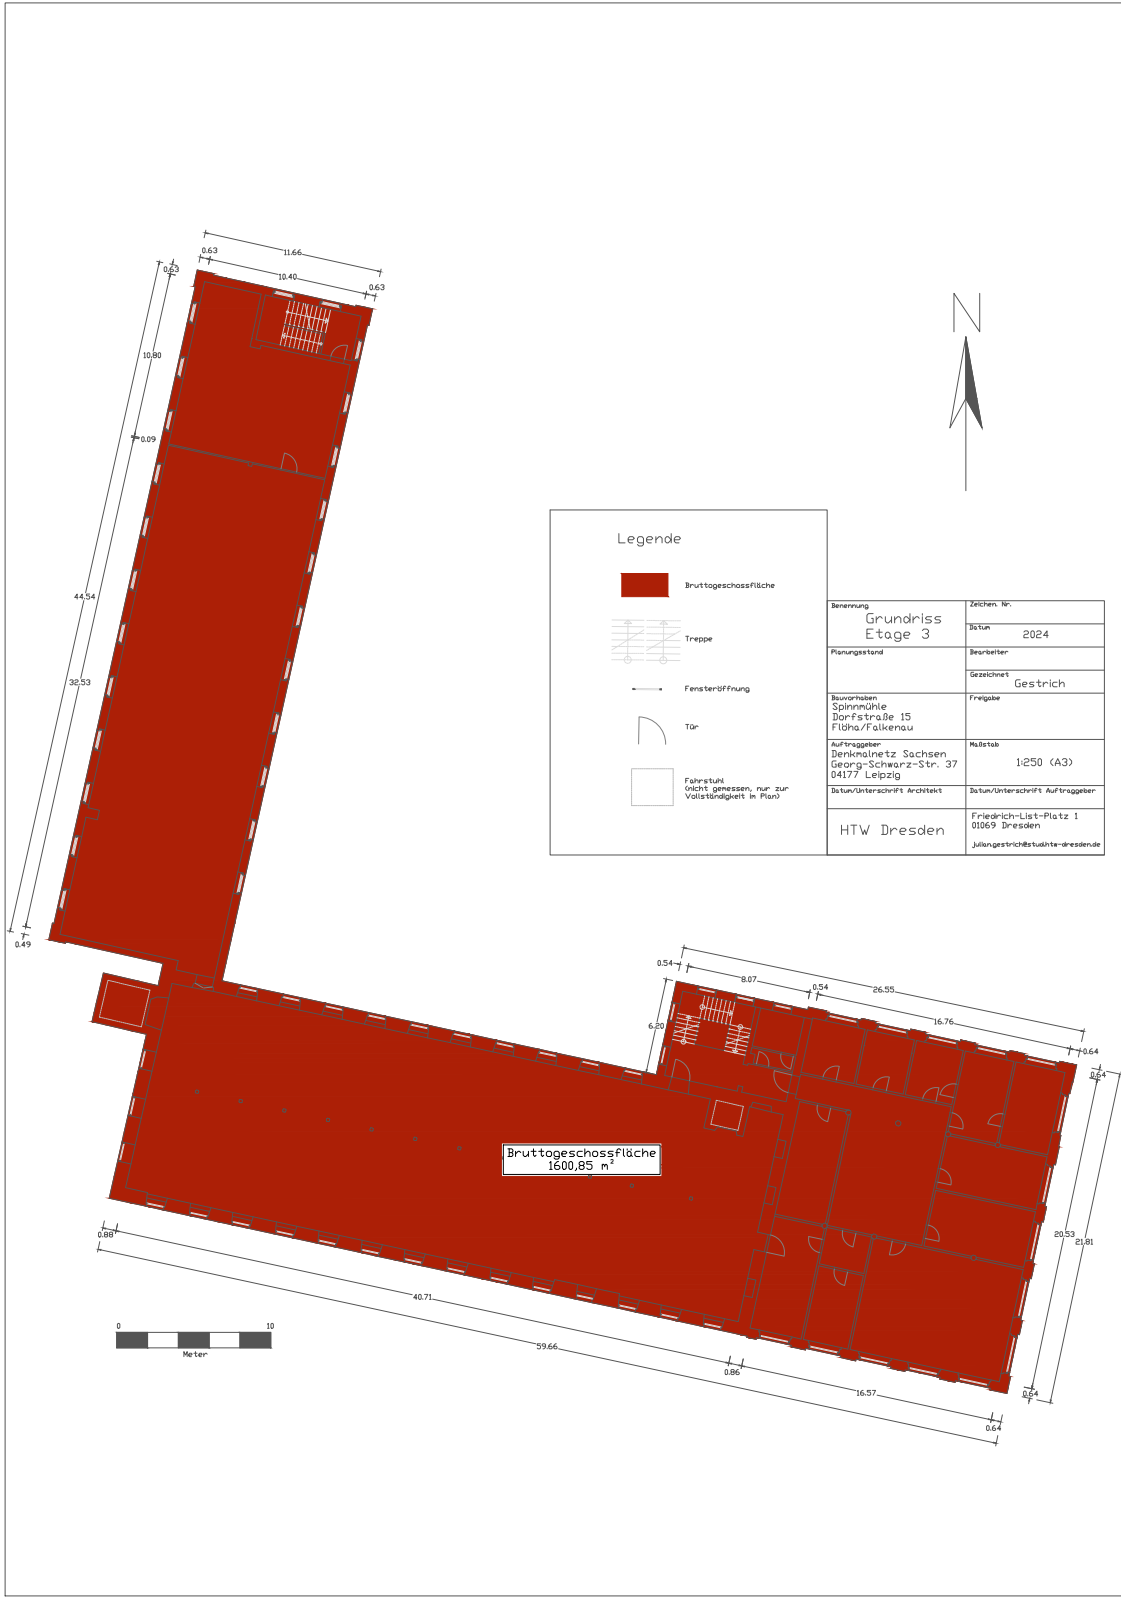 11.66
0.63
0.63
10.40
0.63
10.80
0.09
44.54
32.53
0.49
N
Legende
Bruttogeschossfläche
Treppe
Fensteröffnung
Tür
Fahrstuhl
(nicht gemessen, nur zur
Vollständigkeit im Plan)
Benennung
Grundriss
Etage 3
Zeichen. Nr.
Datum
2024
Planungsstand
Bearbeiter
Gezeichnet
Gestrich
Bauvorhaben
Spinnmühle
Dorfstraße 15
Flöha/Falkenau
Freigabe
Auftraggeber
Denkmalnetz Sachsen
Georg-Schwarz-Str. 37
04177 Leipzig
Maßstab
1:250 (A3)
Datum/Unterschrift Architekt
Datum/Unterschrift Auftraggeber
HTW Dresden
Friedrich-List-Platz 1
01069 Dresden
julian.gestrich@stud.htw-dresden.de
0.54
8.07
0.54
26.55
16.76
6.20
0.64
0.64
Bruttogeschossfläche
1600,85 m²
20.53
21.81
0.88
40.71
59.66
0.86
16.57
0.64
0.64
0
10
Meter